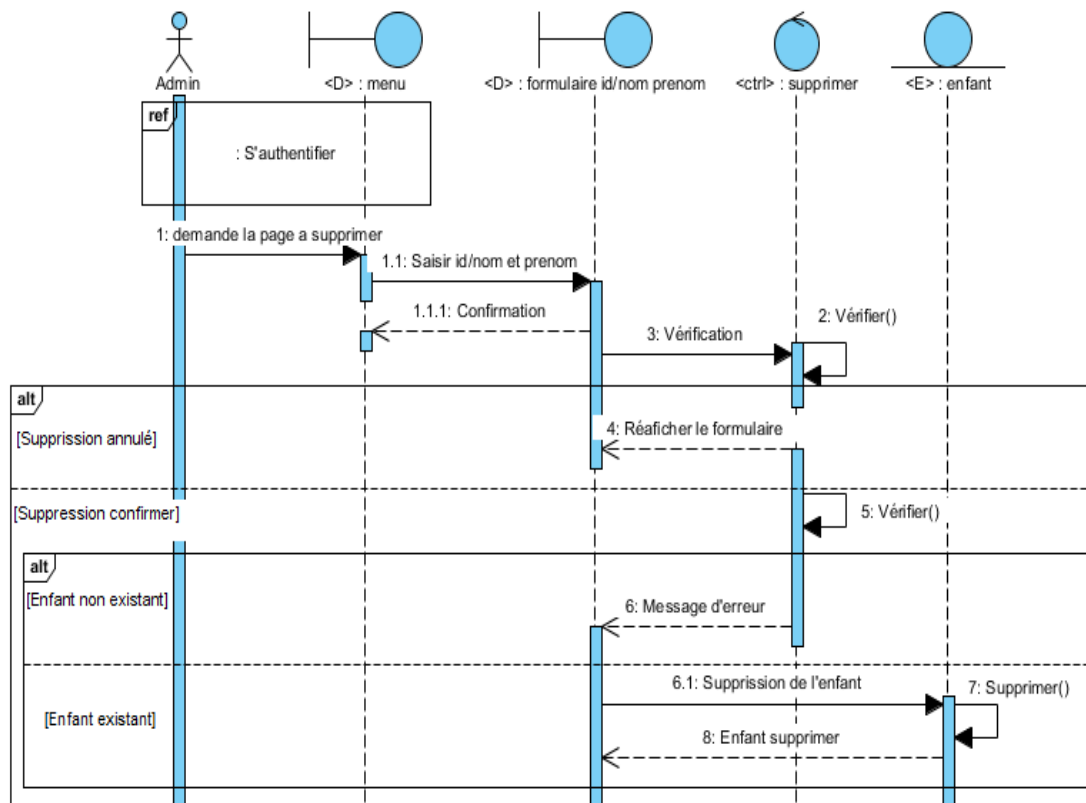 Admin
<D> : menu
<D> : formulaire id/nom prenom
<ctrl> : supprimer
<E> : enfant
ref
: S'authentifier
1: demande la page a supprimer
1.1: Saisir id/nom et prenom
1.1.1: Confirmation
2: Vérifier()
3: Vérification
alt
[Supprission annulé]
4: Réaficher le formulaire
[Suppression confirmer]
5: Vérifier()
alt
[Enfant non existant]
6: Message d'erreur
6.1: Supprission de l'enfant
7: Supprimer()
[Enfant existant]
8: Enfant supprimer